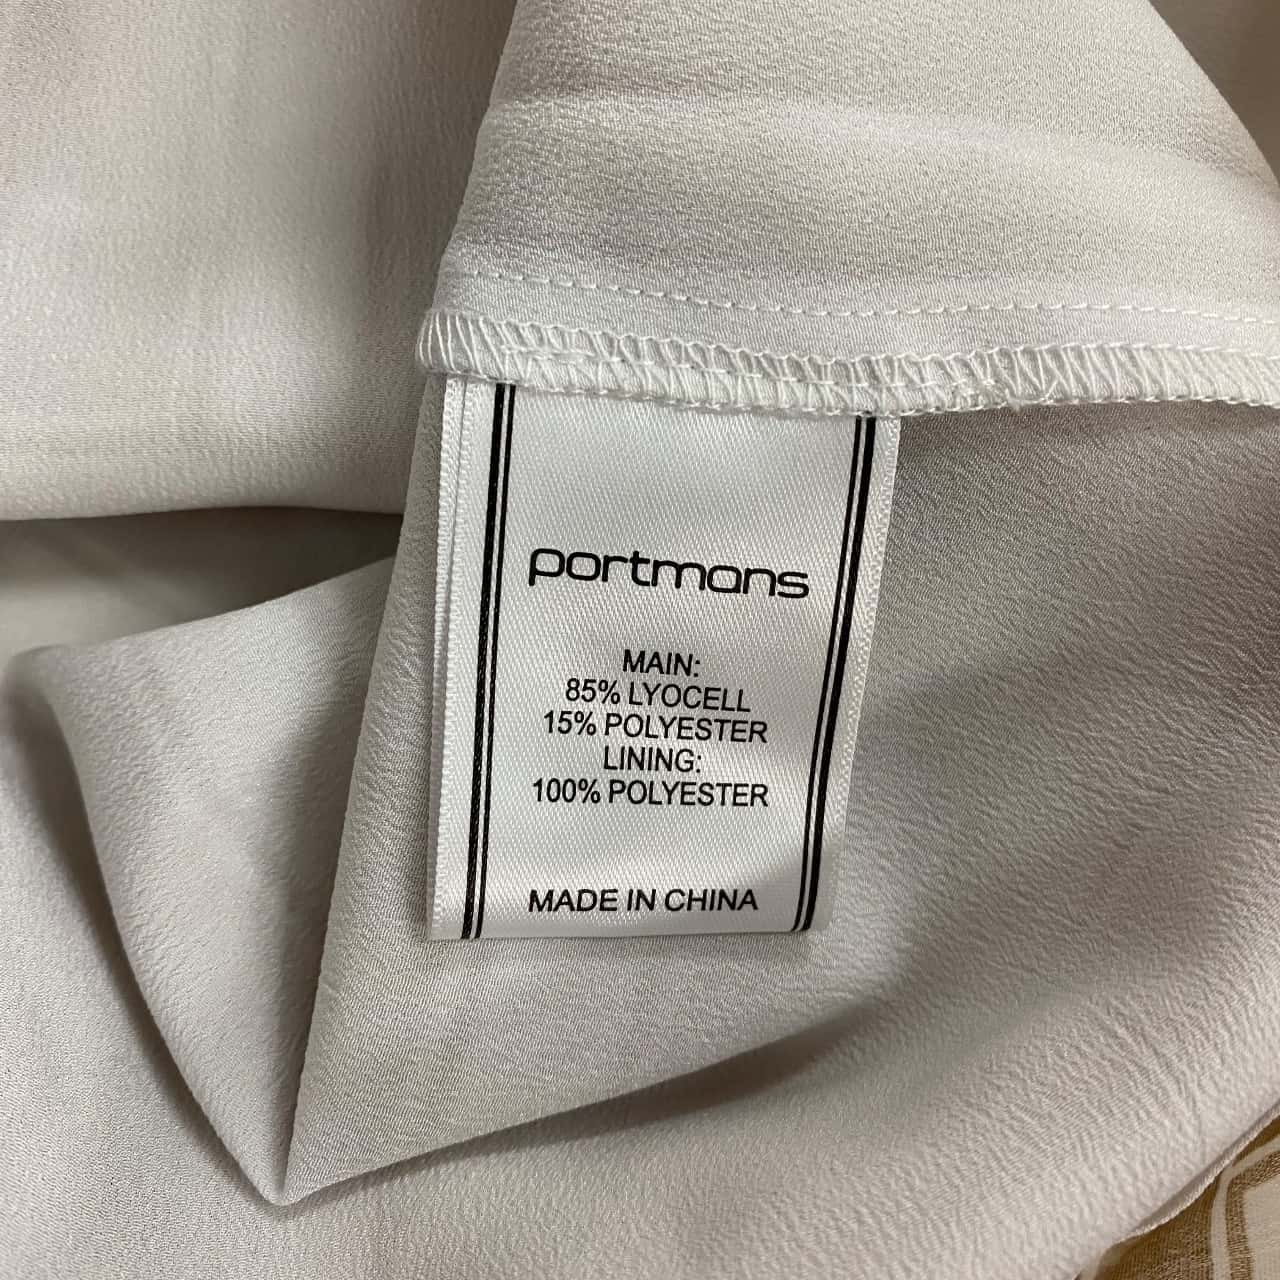 portmans
MAIN:
85% LYOCELL
15% POLYESTER
LINING:
100% POLYESTER
MADE IN CHINA